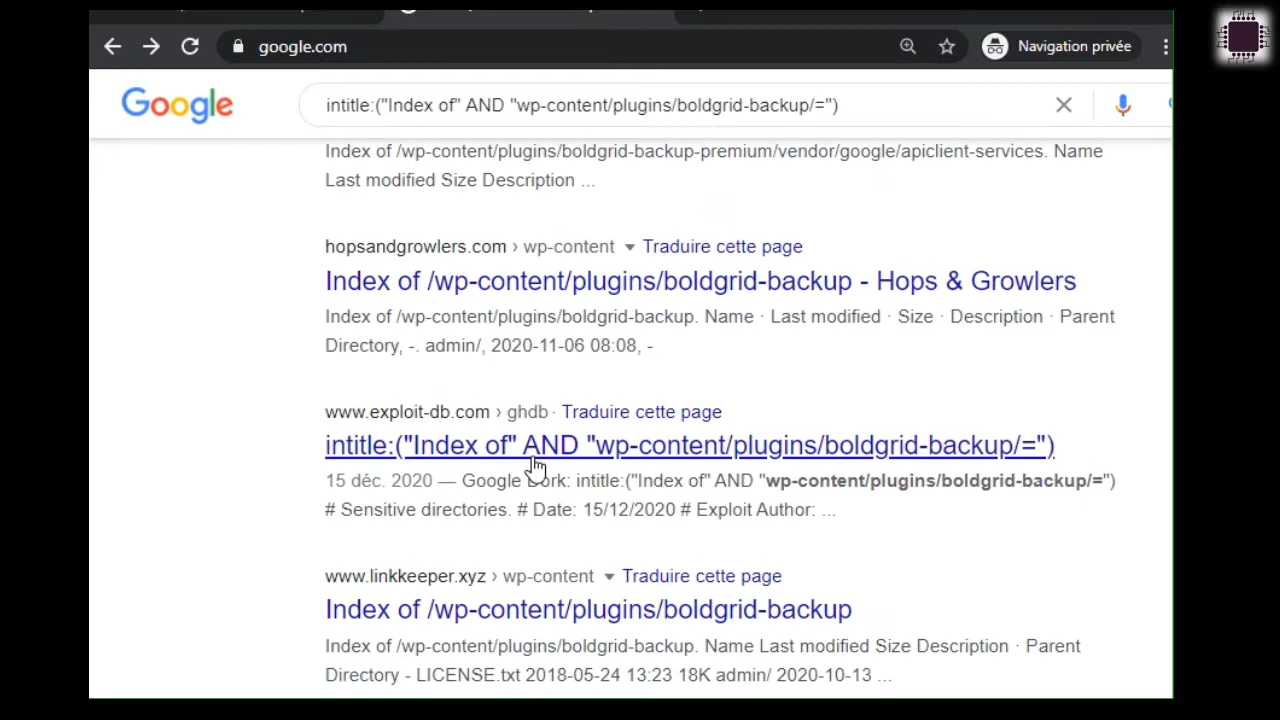 google.com
Navigation privée
Google
intitle:("Index of" AND "wp-content/plugins/boldgrid-backup/=")
Index of /wp-content/plugins/boldgrid-backup-premium/vendor/google/apiclient-services. Name
Last modified Size Description ...
hopsandgrowlers.com › wp-content Traduire cette page
Index of /wp-content/plugins/boldgrid-backup - Hops & Growlers
Index of /wp-content/plugins/boldgrid-backup. Name · Last modified · Size · Description · Parent
Directory, -. admin/, 2020-11-06 08:08, -
www.exploit-db.com › ghdb · Traduire cette page
intitle:("Index of" AND "wp-content/plugins/boldgrid-backup/=")
15 déc. 2020 — Google Dork: intitle:("Index of" AND "wp-content/plugins/boldgrid-backup/=")
# Sensitive directories. # Date: 15/12/2020 # Exploit Author: ...
www.linkkeeper.xyz › wp-content Traduire cette page
Index of /wp-content/plugins/boldgrid-backup
Index of /wp-content/plugins/boldgrid-backup. Name Last modified Size Description · Parent
Directory - LICENSE.txt 2018-05-24 13:23 18K admin/ 2020-10-13 ...